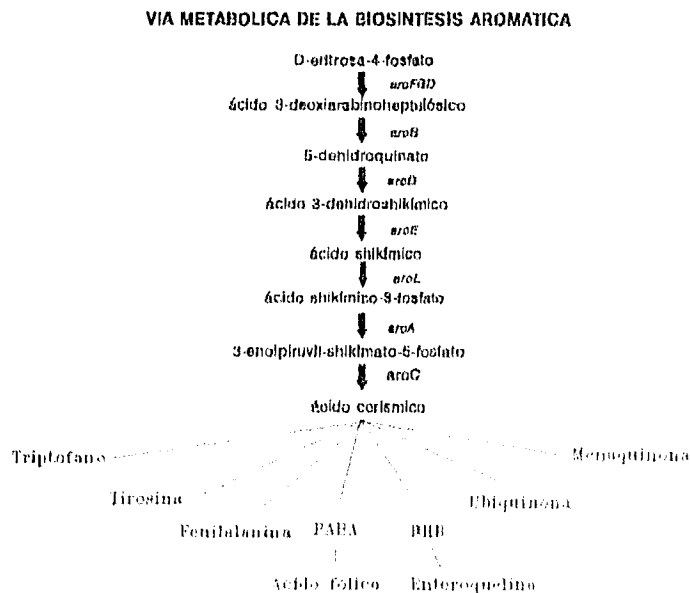 VIA METABOLICA DE LA BIOSINTESIS AROMATICA
D-eritrosa-4-fosfato
aroFGD
ácido 3-deoxiarabinoheptulósico
aroB
5-dehidroquinato
aroD
ácido 3-dehidroshikímico
aroE
ácido shikímico
aroL
ácido shikímico-3-fosfato
aroA
3-enolpiruvil-shikimato-5-fosfato
aroC
Ácido corísmico
Triptofano
Menaquinona
Tirosina
Ubiquinona
Fenilalanina PABA DHB
Acido fólico Enteroquelina